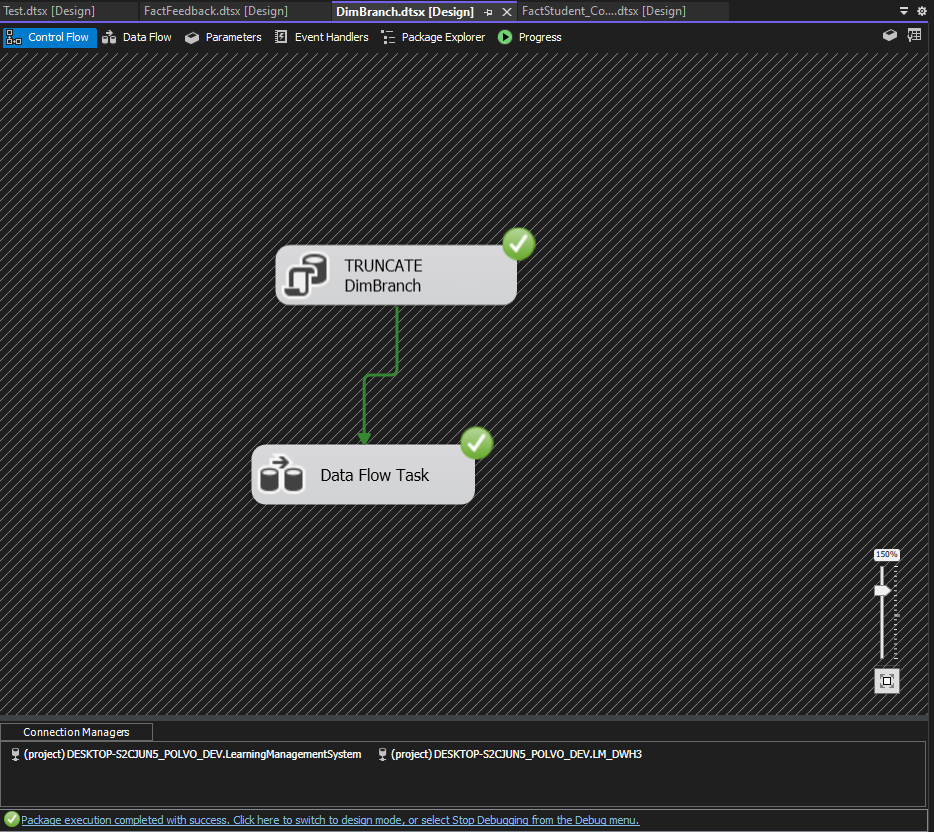 Test.dtsx [Design] FactFeedback.dtsx [Design] DimBranch.dtsx [Design] FactStudent_Co....dtsx [Design]
Control Flow Data Flow Parameters Event Handlers Package Explorer Progress
TRUNCATE
DimBranch
Data Flow Task
150%
Connection Managers
(project) DESKTOP-S2CJUN5_POLVO_DEV.LearningManagementSystem (project) DESKTOP-S2CJUN5_POLVO_DEV.LM_DWH3
Package execution completed with success. Click here to switch to design mode, or select Stop Debugging from the Debug menu.